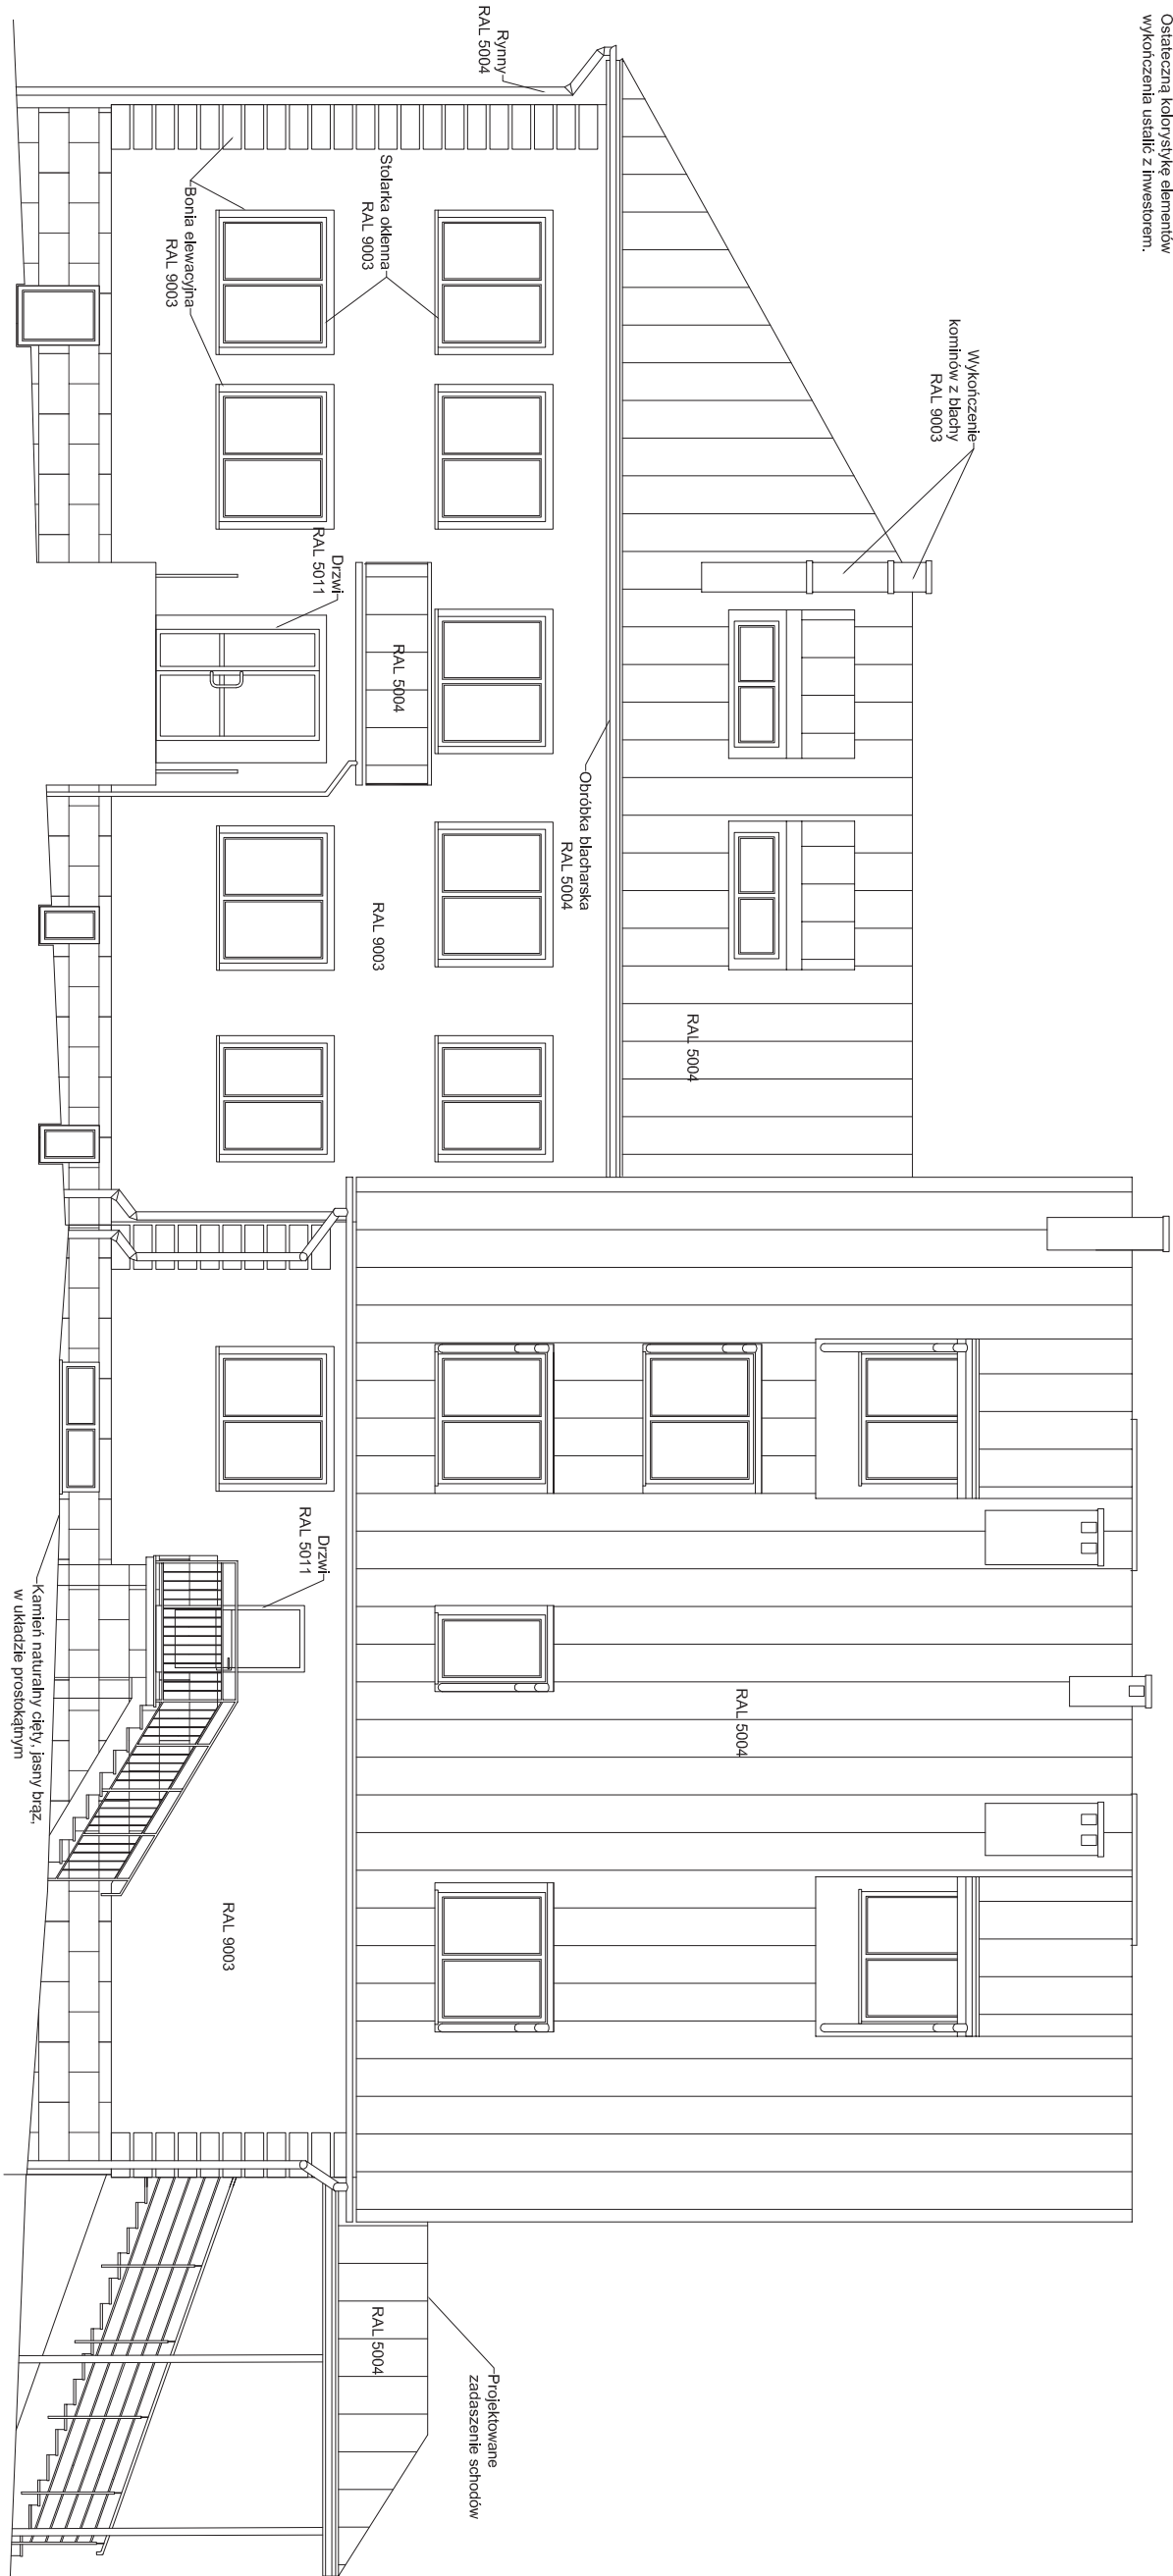 Ostateczną kolorystykę elementów
wykończenia ustalić z inwestorem.
Rynny
RAL 5004
Wykończenie
kominów z blachy
RAL 9003
Stolarka okienna
RAL 9003
Bonia elewacyjna
RAL 9003
Drzwi
RAL 5011
RAL 5004
Obróbka blacharska
RAL 5004
RAL 9003
RAL 5004
Drzwi
RAL 5011
Kamień naturalny cięty, jasny brąz,
w układzie prostokątnym
RAL 5004
RAL 9003
RAL 5004
Projektowane
zadaszenie schodów